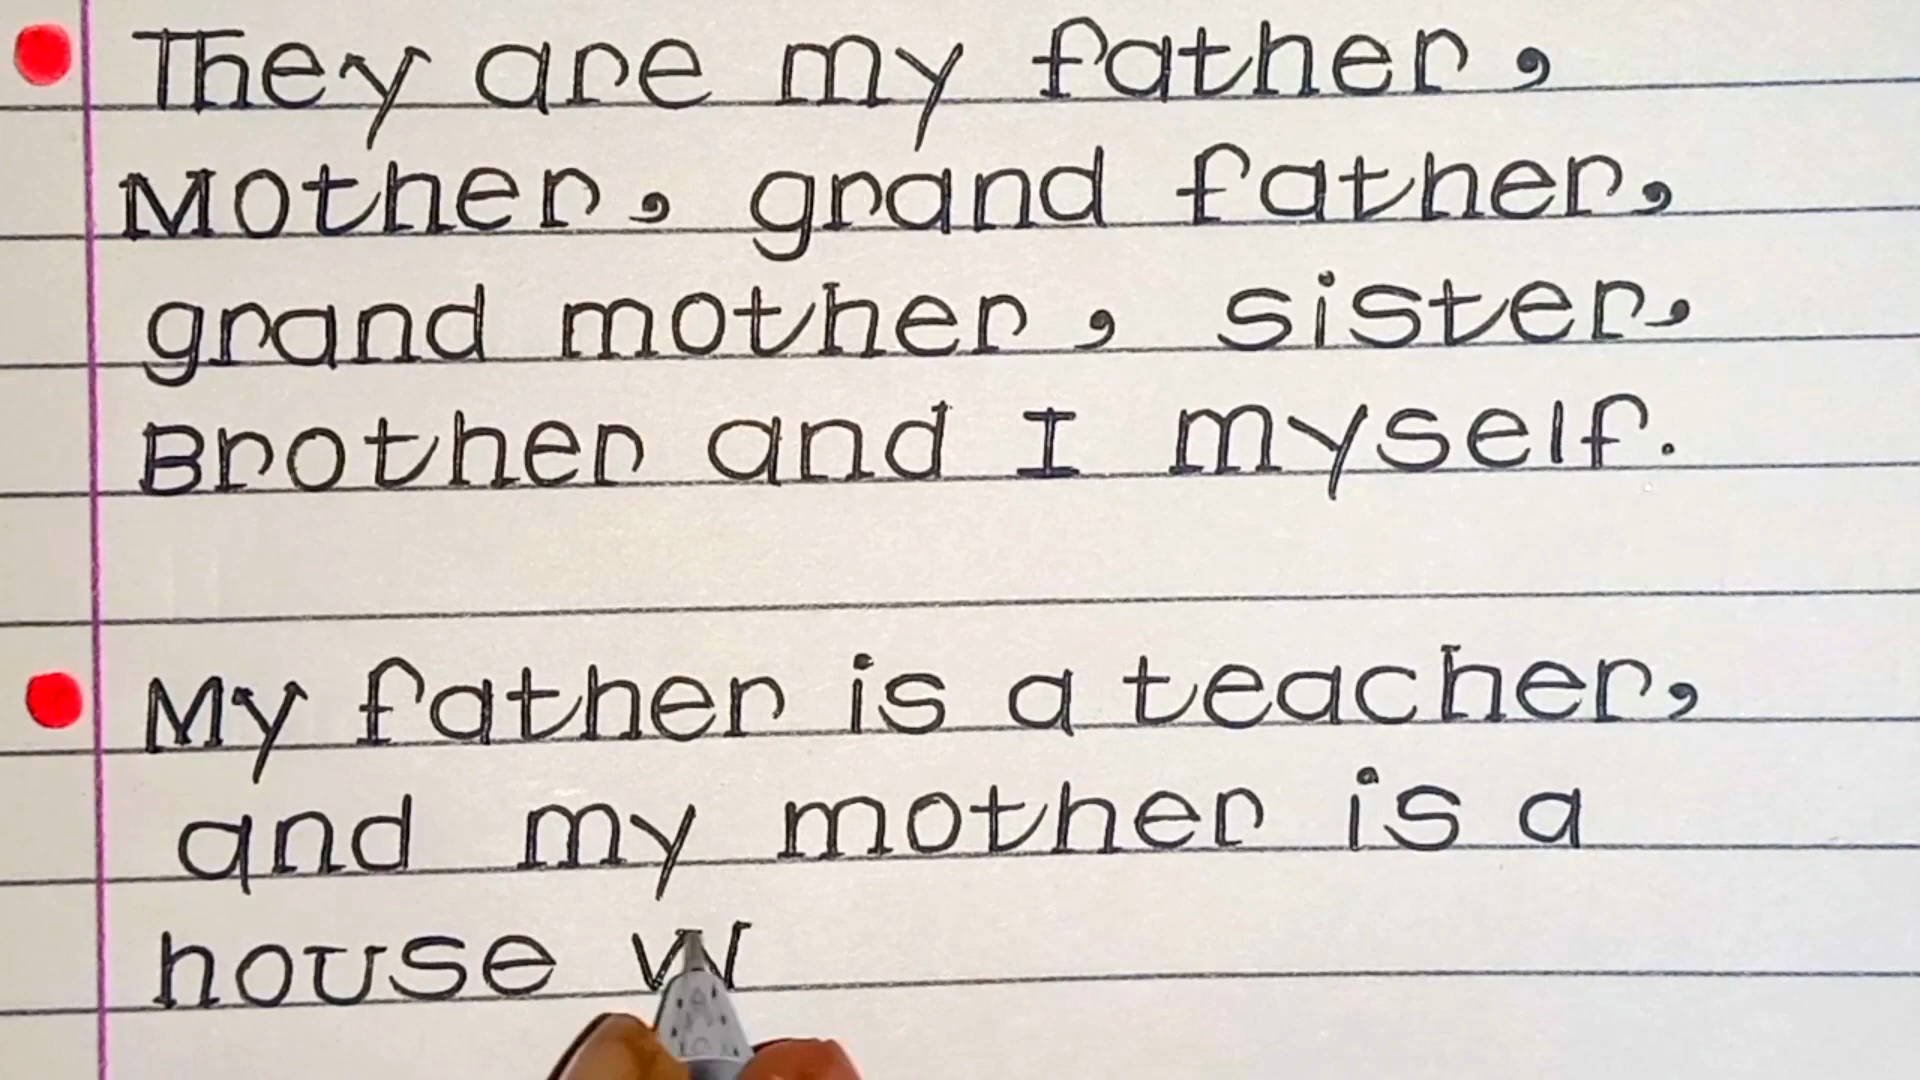 They are my father,
Mother, grand father,
grand mother, sister,
Brother and I myself.
My father is a teacher,
and my mother is a
house w